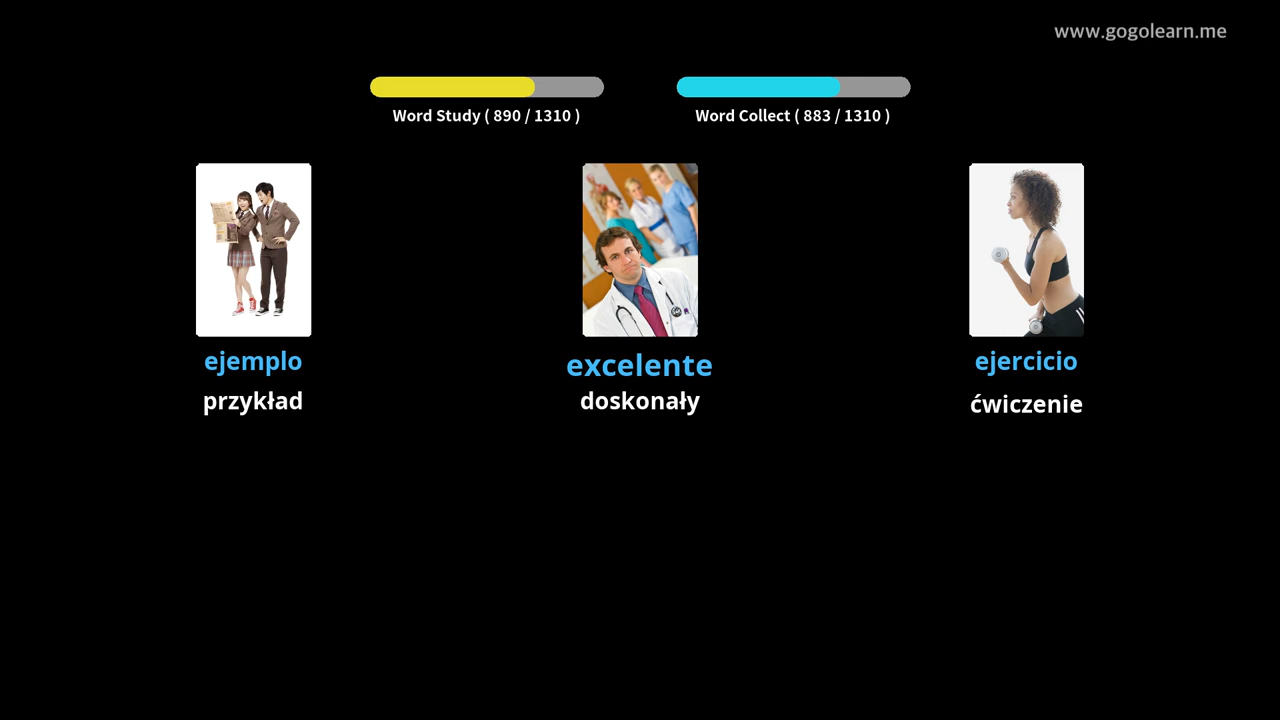 www.gogolearn.me
Word Study ( 890 / 1310 )
Word Collect ( 883 / 1310 )
ejemplo
przykład
excelente
doskonały
ejercicio
ćwiczenie